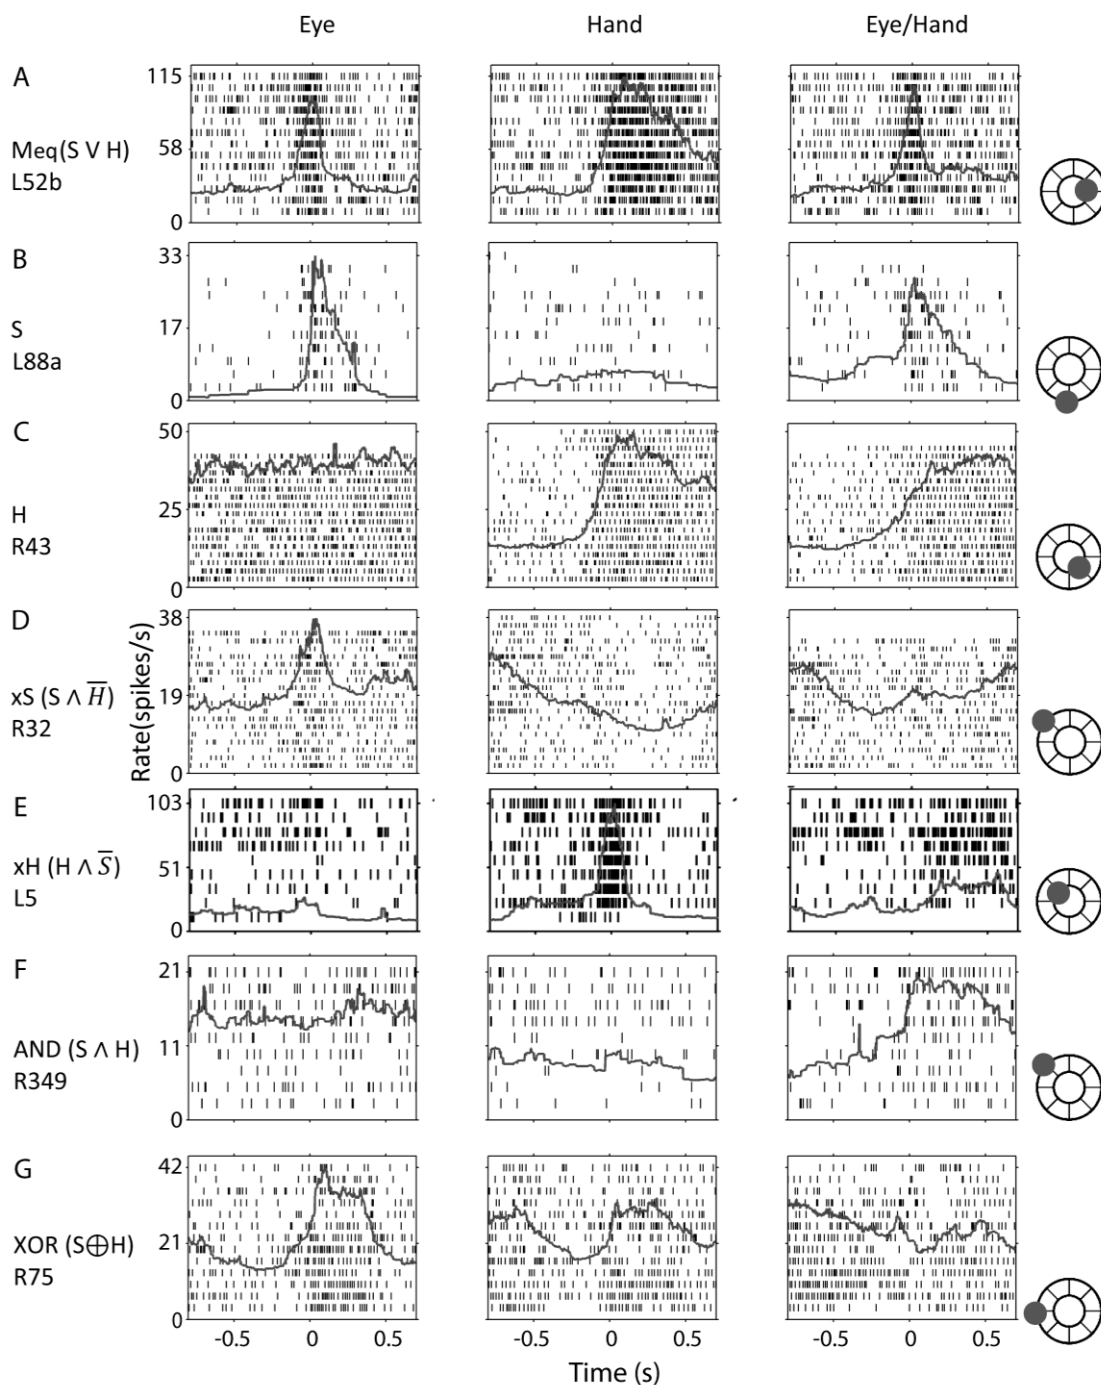 Eye Hand Eye/Hand
A
115
58
0
Meq(S V H)
L52b
B
33
17
0
S
L88a
C
50
25
0
H
R43
D
38
19
0
xS (S ∧ H̅)
R32
Rate(spikes/s)
E
103
51
0
xH (H ∧ S̅)
L5
F
21
11
0
AND (S ∧ H)
R349
G
42
21
0
XOR (S⊕H)
R75
-0.5 0 0.5 -0.5 0 0.5 -0.5 0 0.5
Time (s)